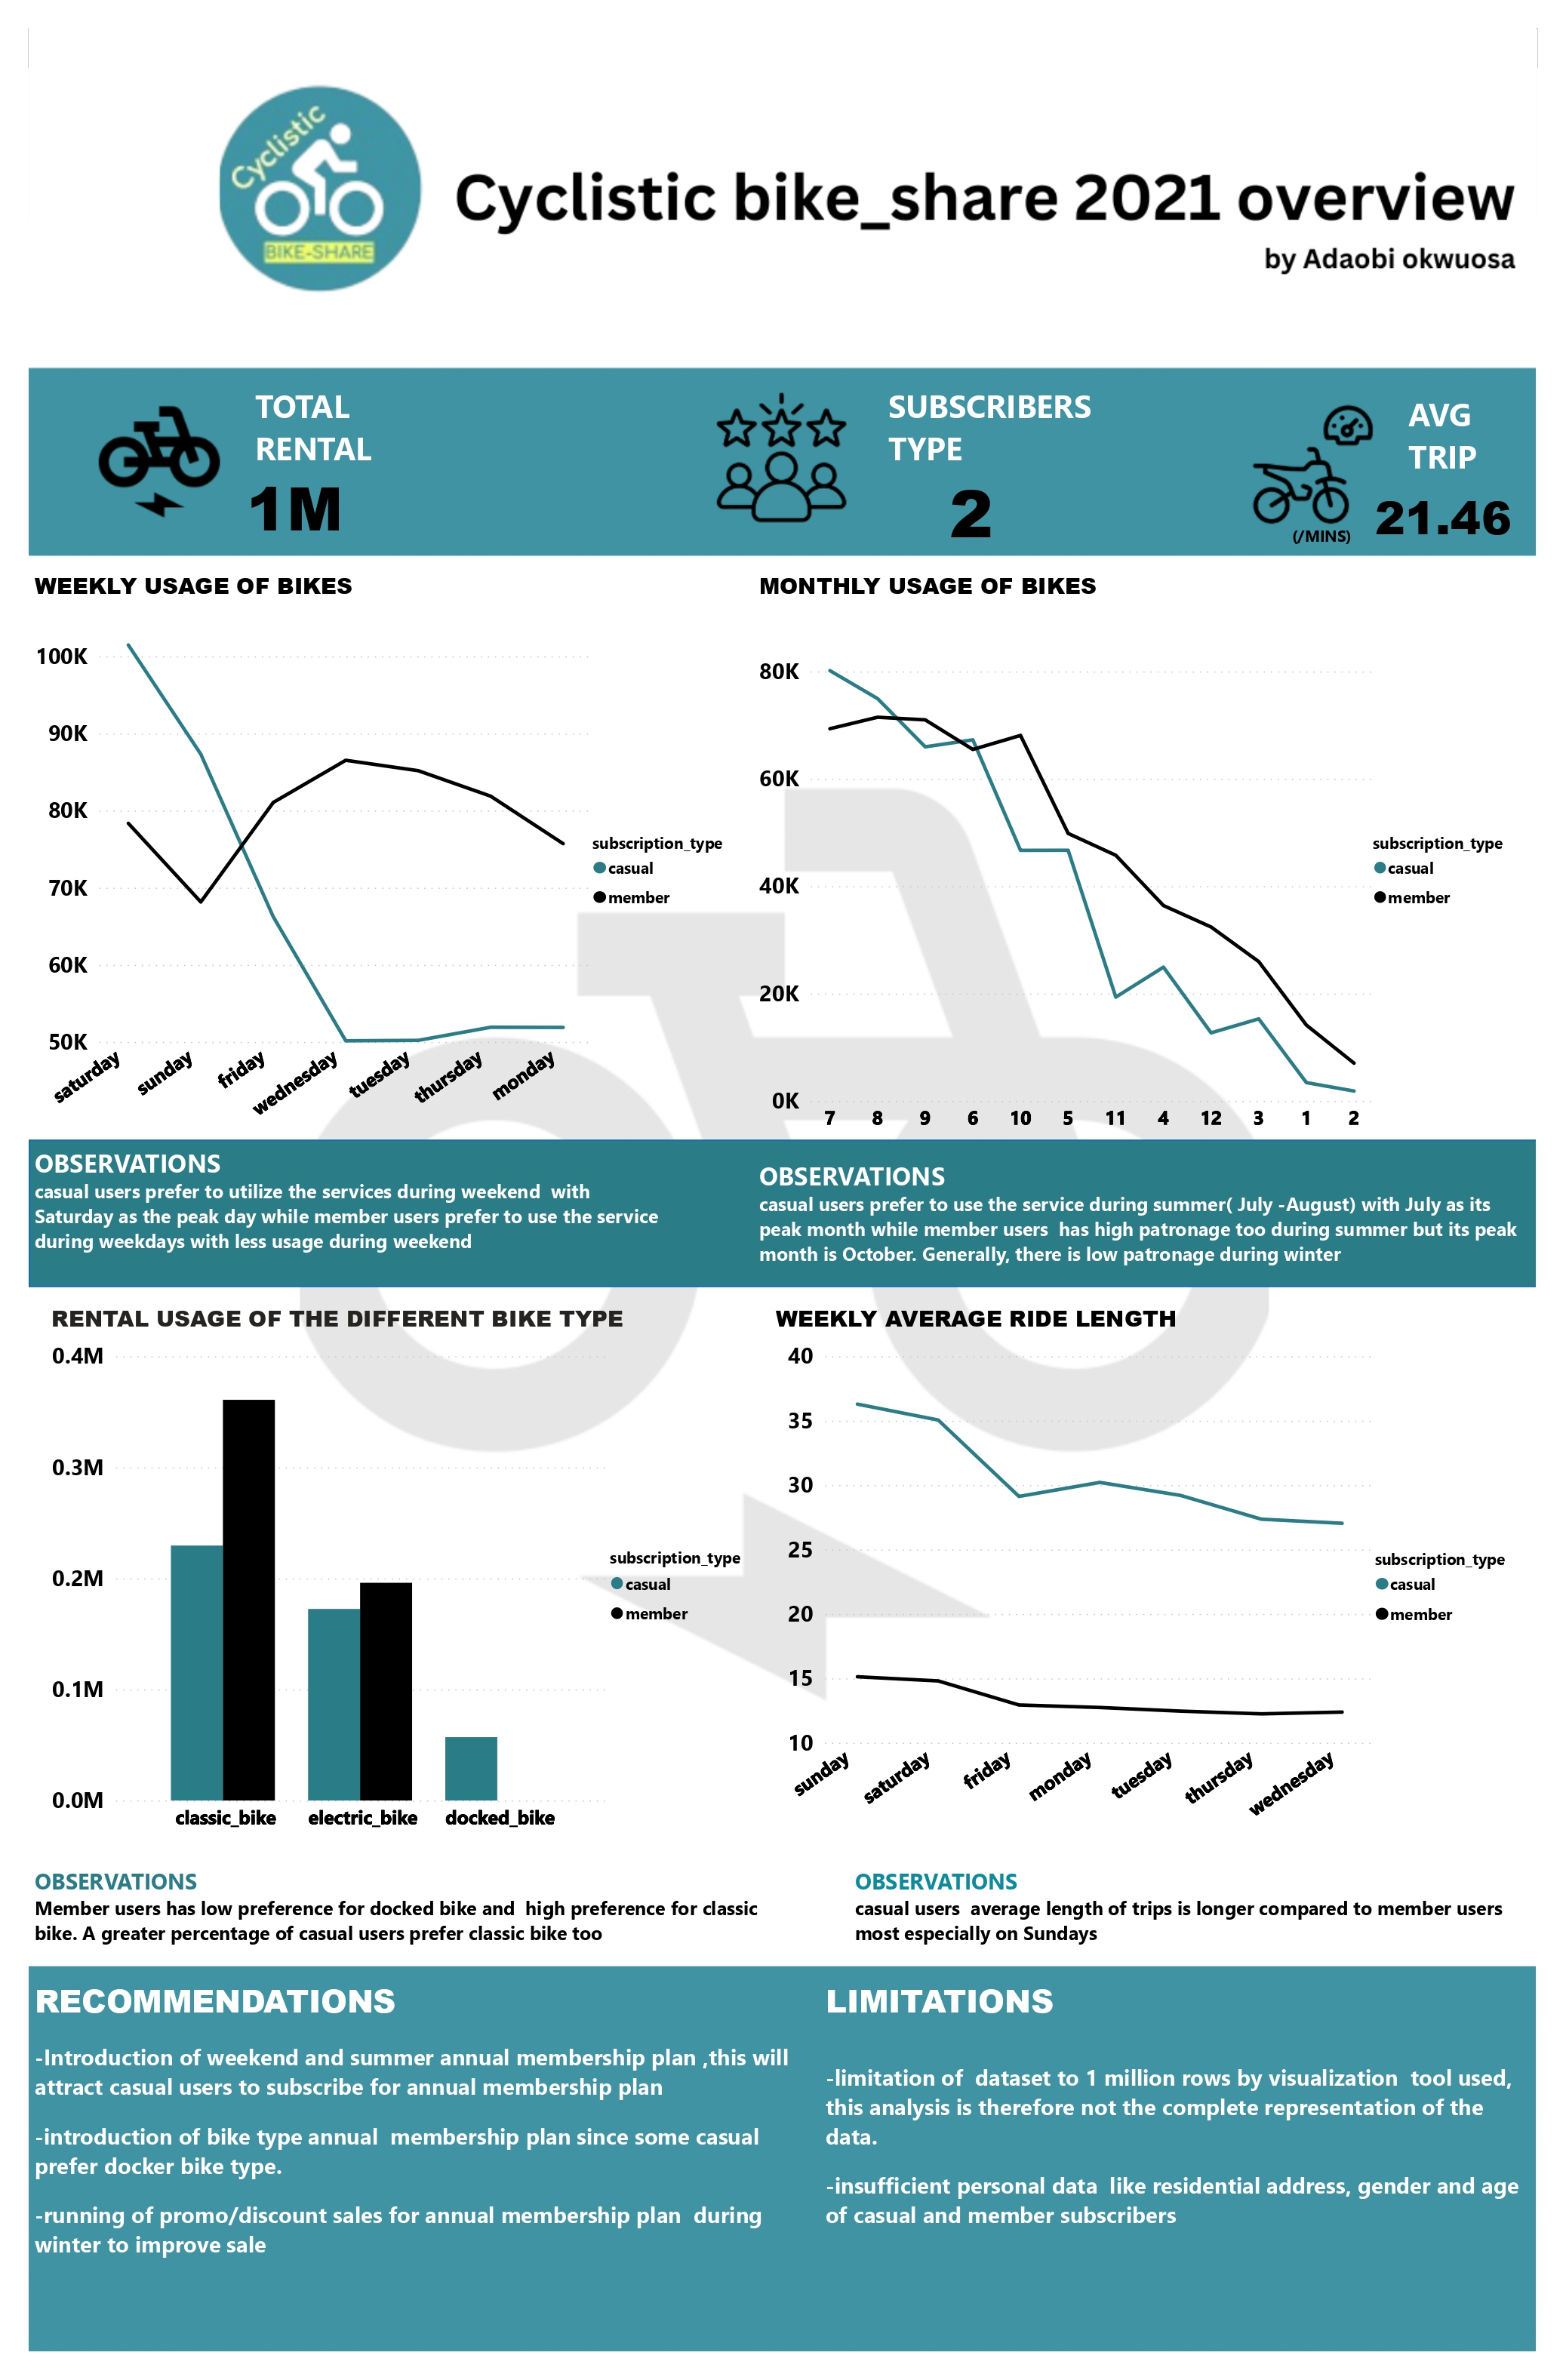 Cyclistic
BIKE-SHARE
Cyclistic bike_share 2021 overview
by Adaobi okwuosa
TOTAL
RENTAL
1M
SUBSCRIBERS
TYPE
2
(/MINS)
AVG
TRIP
21.46
WEEKLY USAGE OF BIKES
100K
90K
80K
70K
60K
50K
saturday
sunday
friday
wednesday
tuesday
thursday
monday
subscription_type
casual
member
MONTHLY USAGE OF BIKES
80K
60K
40K
20K
0K
7 8 9 6 10 5 11 4 12 3 1 2
subscription_type
casual
member
OBSERVATIONS
casual users prefer to utilize the services during weekend  with
Saturday as the peak day while member users prefer to use the service
during weekdays with less usage during weekend
OBSERVATIONS
casual users prefer to use the service during summer( July -August) with July as its
peak month while member users  has high patronage too during summer but its peak
month is October. Generally, there is low patronage during winter
RENTAL USAGE OF THE DIFFERENT BIKE TYPE
0.4M
0.3M
0.2M
0.1M
0.0M
classic_bike electric_bike docked_bike
subscription_type
casual
member
WEEKLY AVERAGE RIDE LENGTH
40
35
30
25
20
15
10
sunday
saturday
friday
monday
tuesday
thursday
wednesday
subscription_type
casual
member
OBSERVATIONS
Member users has low preference for docked bike and  high preference for classic
bike. A greater percentage of casual users prefer classic bike too
OBSERVATIONS
casual users  average length of trips is longer compared to member users
most especially on Sundays
RECOMMENDATIONS
-Introduction of weekend and summer annual membership plan ,this will
attract casual users to subscribe for annual membership plan
-introduction of bike type annual  membership plan since some casual
prefer docker bike type.
-running of promo/discount sales for annual membership plan  during
winter to improve sale
LIMITATIONS
-limitation of  dataset to 1 million rows by visualization  tool used,
this analysis is therefore not the complete representation of the
data.
-insufficient personal data  like residential address, gender and age
of casual and member subscribers